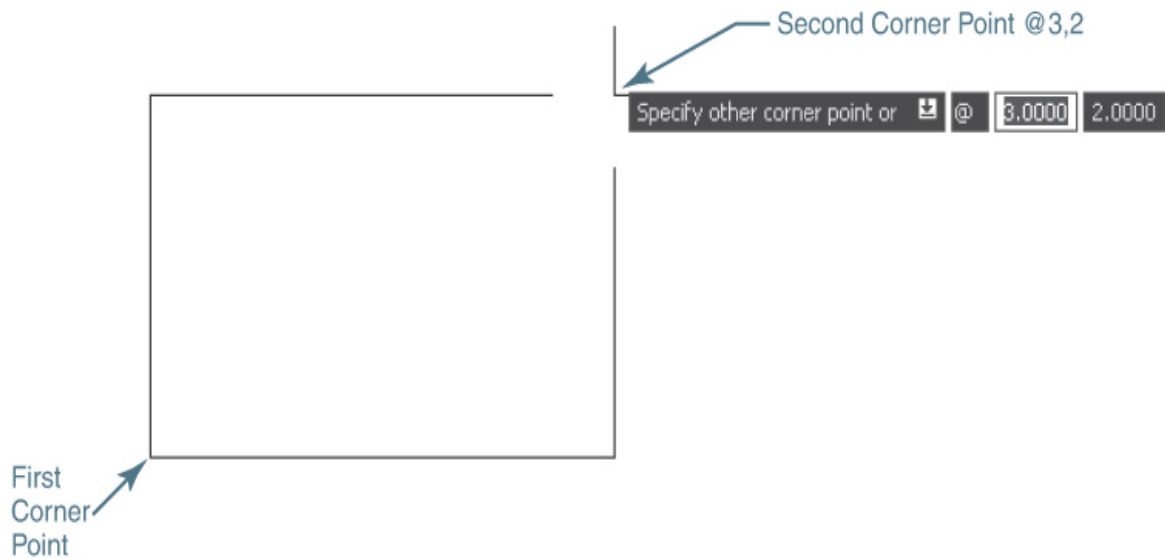 Second Corner Point @3,2
Specify other corner point or @ 3.0000 2.0000
First
Corner
Point